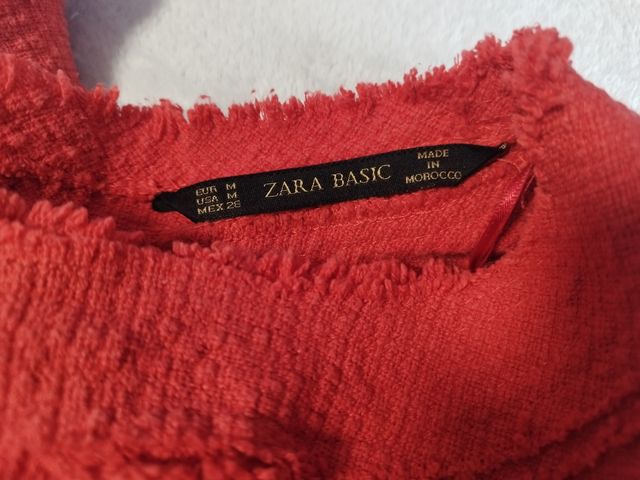 EUR M
USA M
MEX 28
ZARA BASIC
MADE
IN
MOROCCO